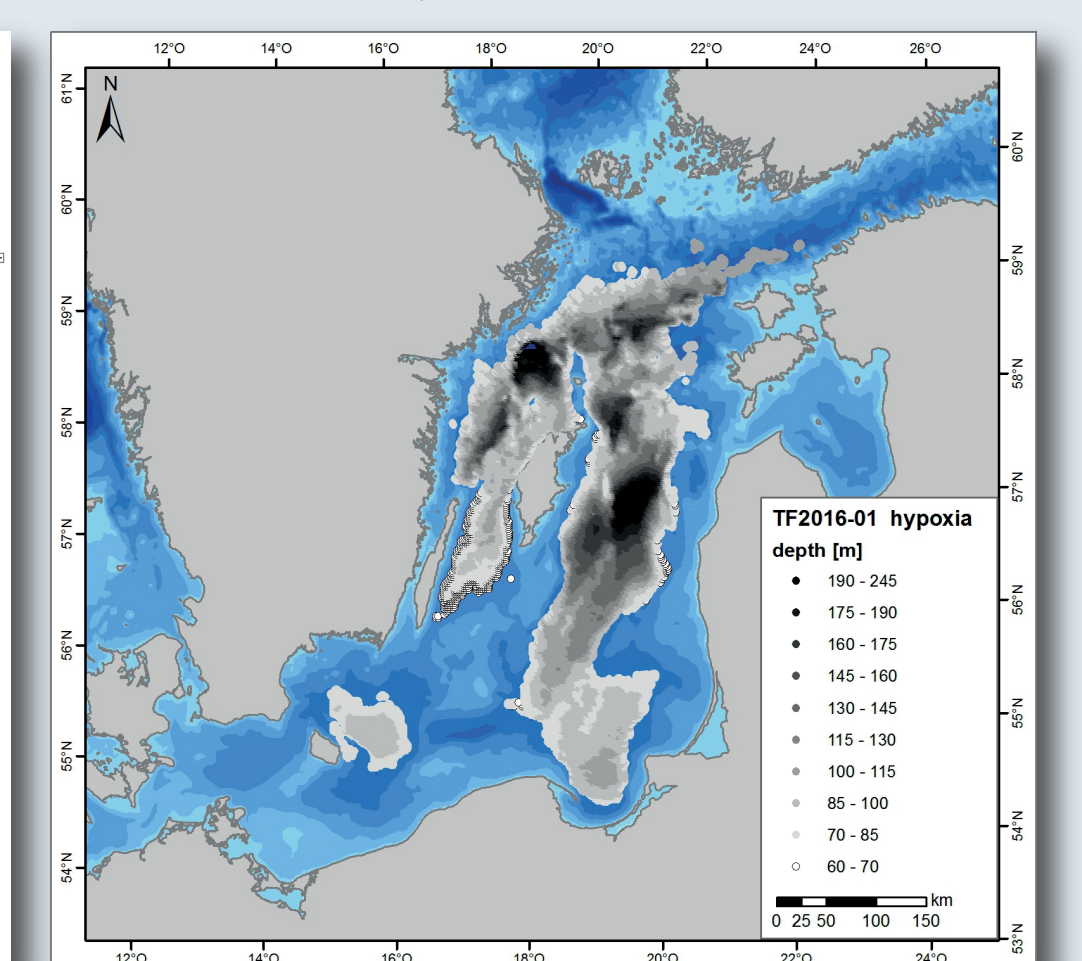 12°O 14°O 16°O 18°O 20°O 22°O 24°O 26°O
N
61°N
60°N
59°N
58°N
57°N
56°N
55°N
54°N
60°N
59°N
58°N
57°N
56°N
55°N
54°N
53°N
TF2016-01 hypoxia
depth [m]
190 - 245
175 - 190
160 - 175
145 - 160
130 - 145
115 - 130
100 - 115
85 - 100
70 - 85
60 - 70
km
0 25 50 100 150
12°O 14°O 16°O 18°O 20°O 22°O 24°O